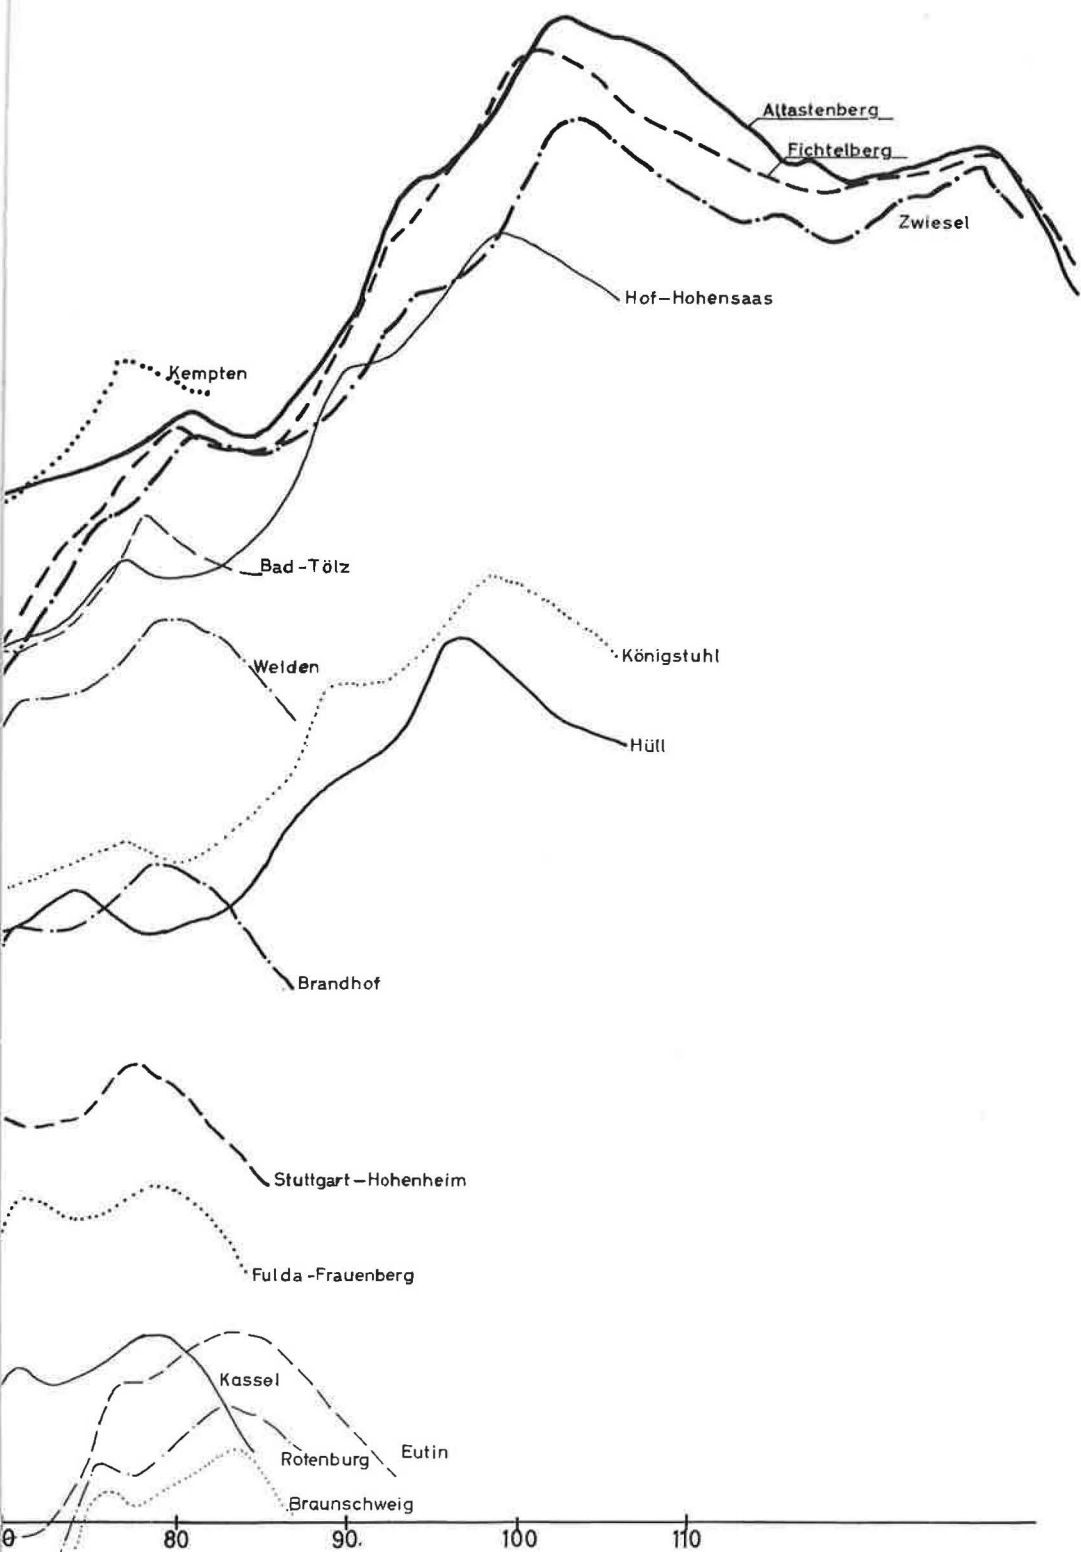 Altastenberg
Fichtelberg
Zwiesel
Hof-Hohensaas
Kempten
Bad-Tölz
Königstuhl
Welden
Hüll
Brandhof
Stuttgart-Hohenheim
Fulda-Frauenberg
Kassel
Eutin
Rotenburg
Braunschweig
0 80 90. 100 110